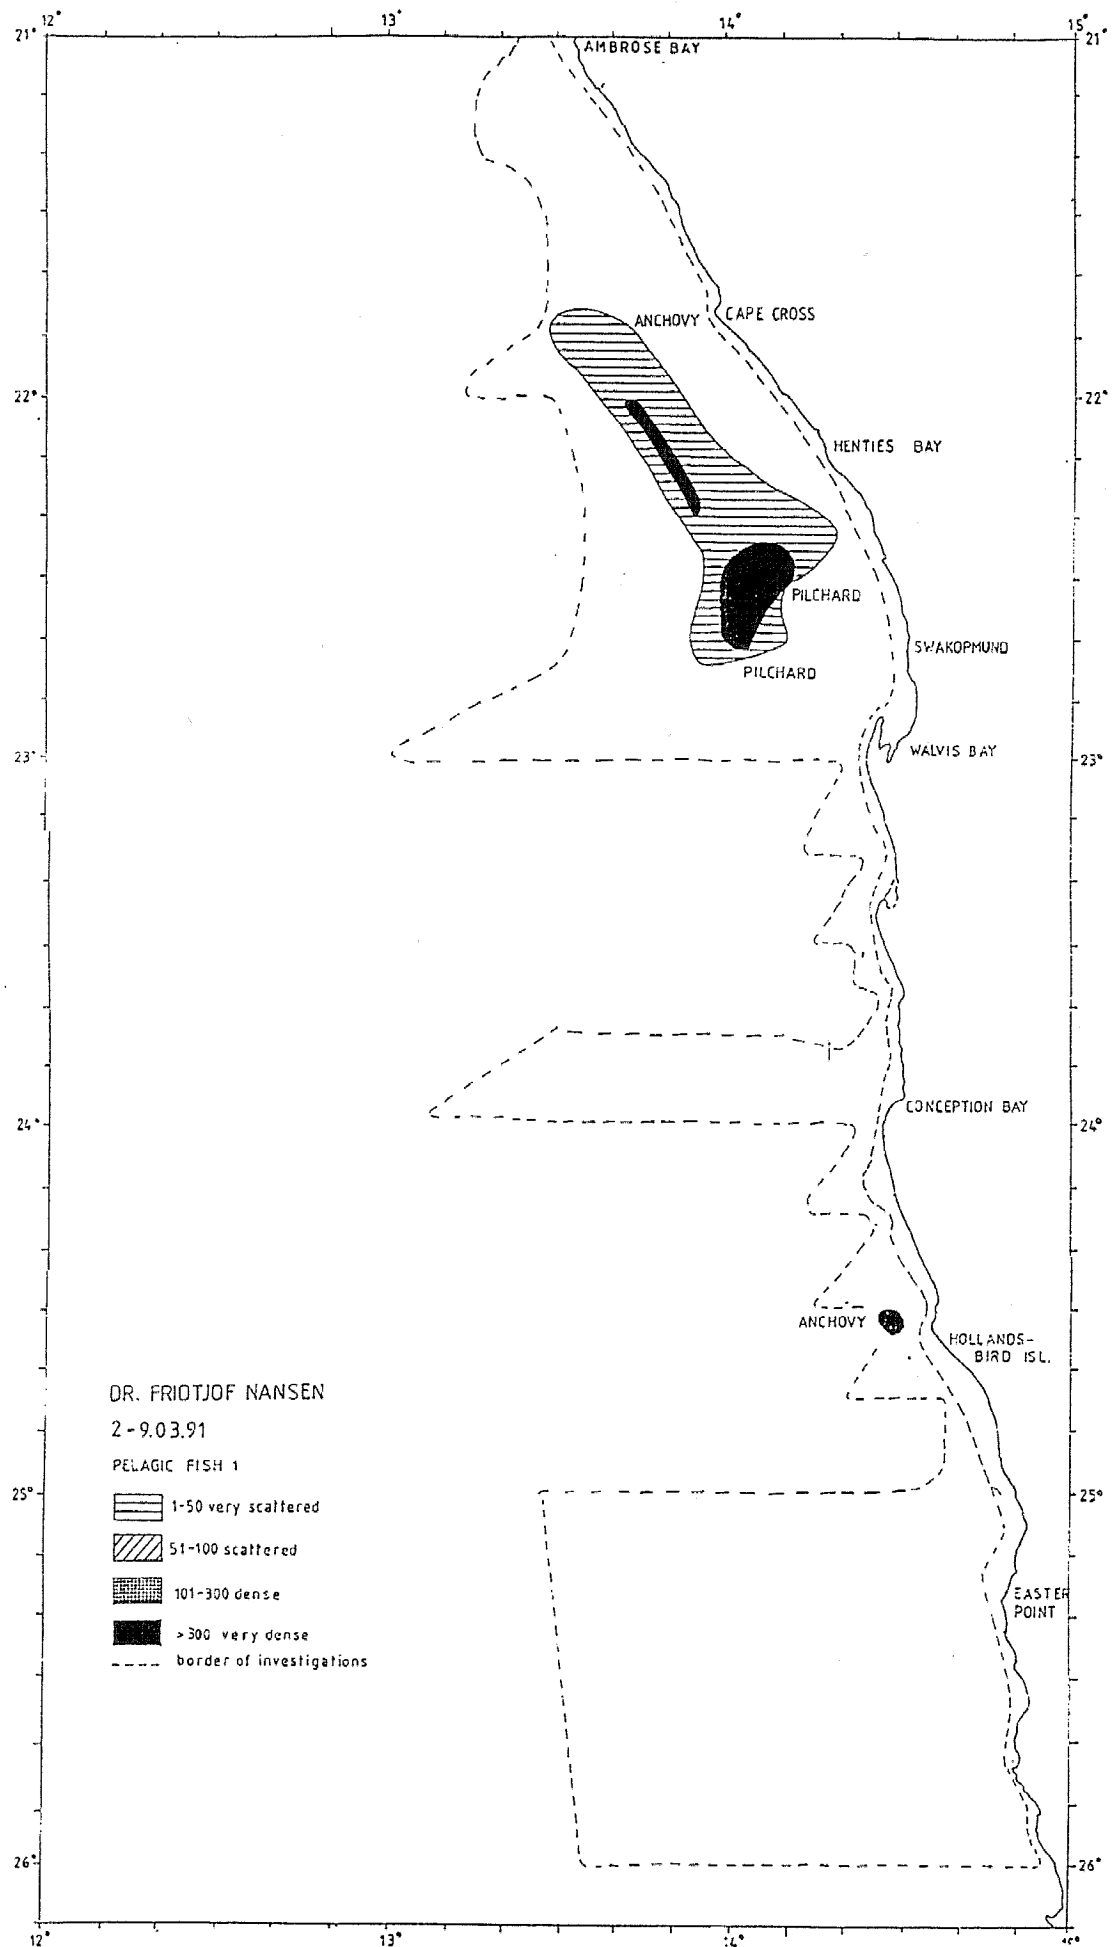 12° 13° 14° 15°
21° 21°
AMBROSE BAY
ANCHOVY CAPE CROSS
22° 22°
HENTIES BAY
PILCHARD
SWAKOPMUND
PILCHARD
WALVIS BAY
23° 23°
CONCEPTION BAY
24° 24°
ANCHOVY
HOLLANDS-
BIRD ISL.
DR. FRIDTJOF NANSEN
2-9.03.91
PELAGIC FISH 1
25° 25°
1-50 very scattered
51-100 scattered
101-300 dense
>300 very dense
border of investigations
EASTER
POINT
26° 26°
12° 13° 14° 15°